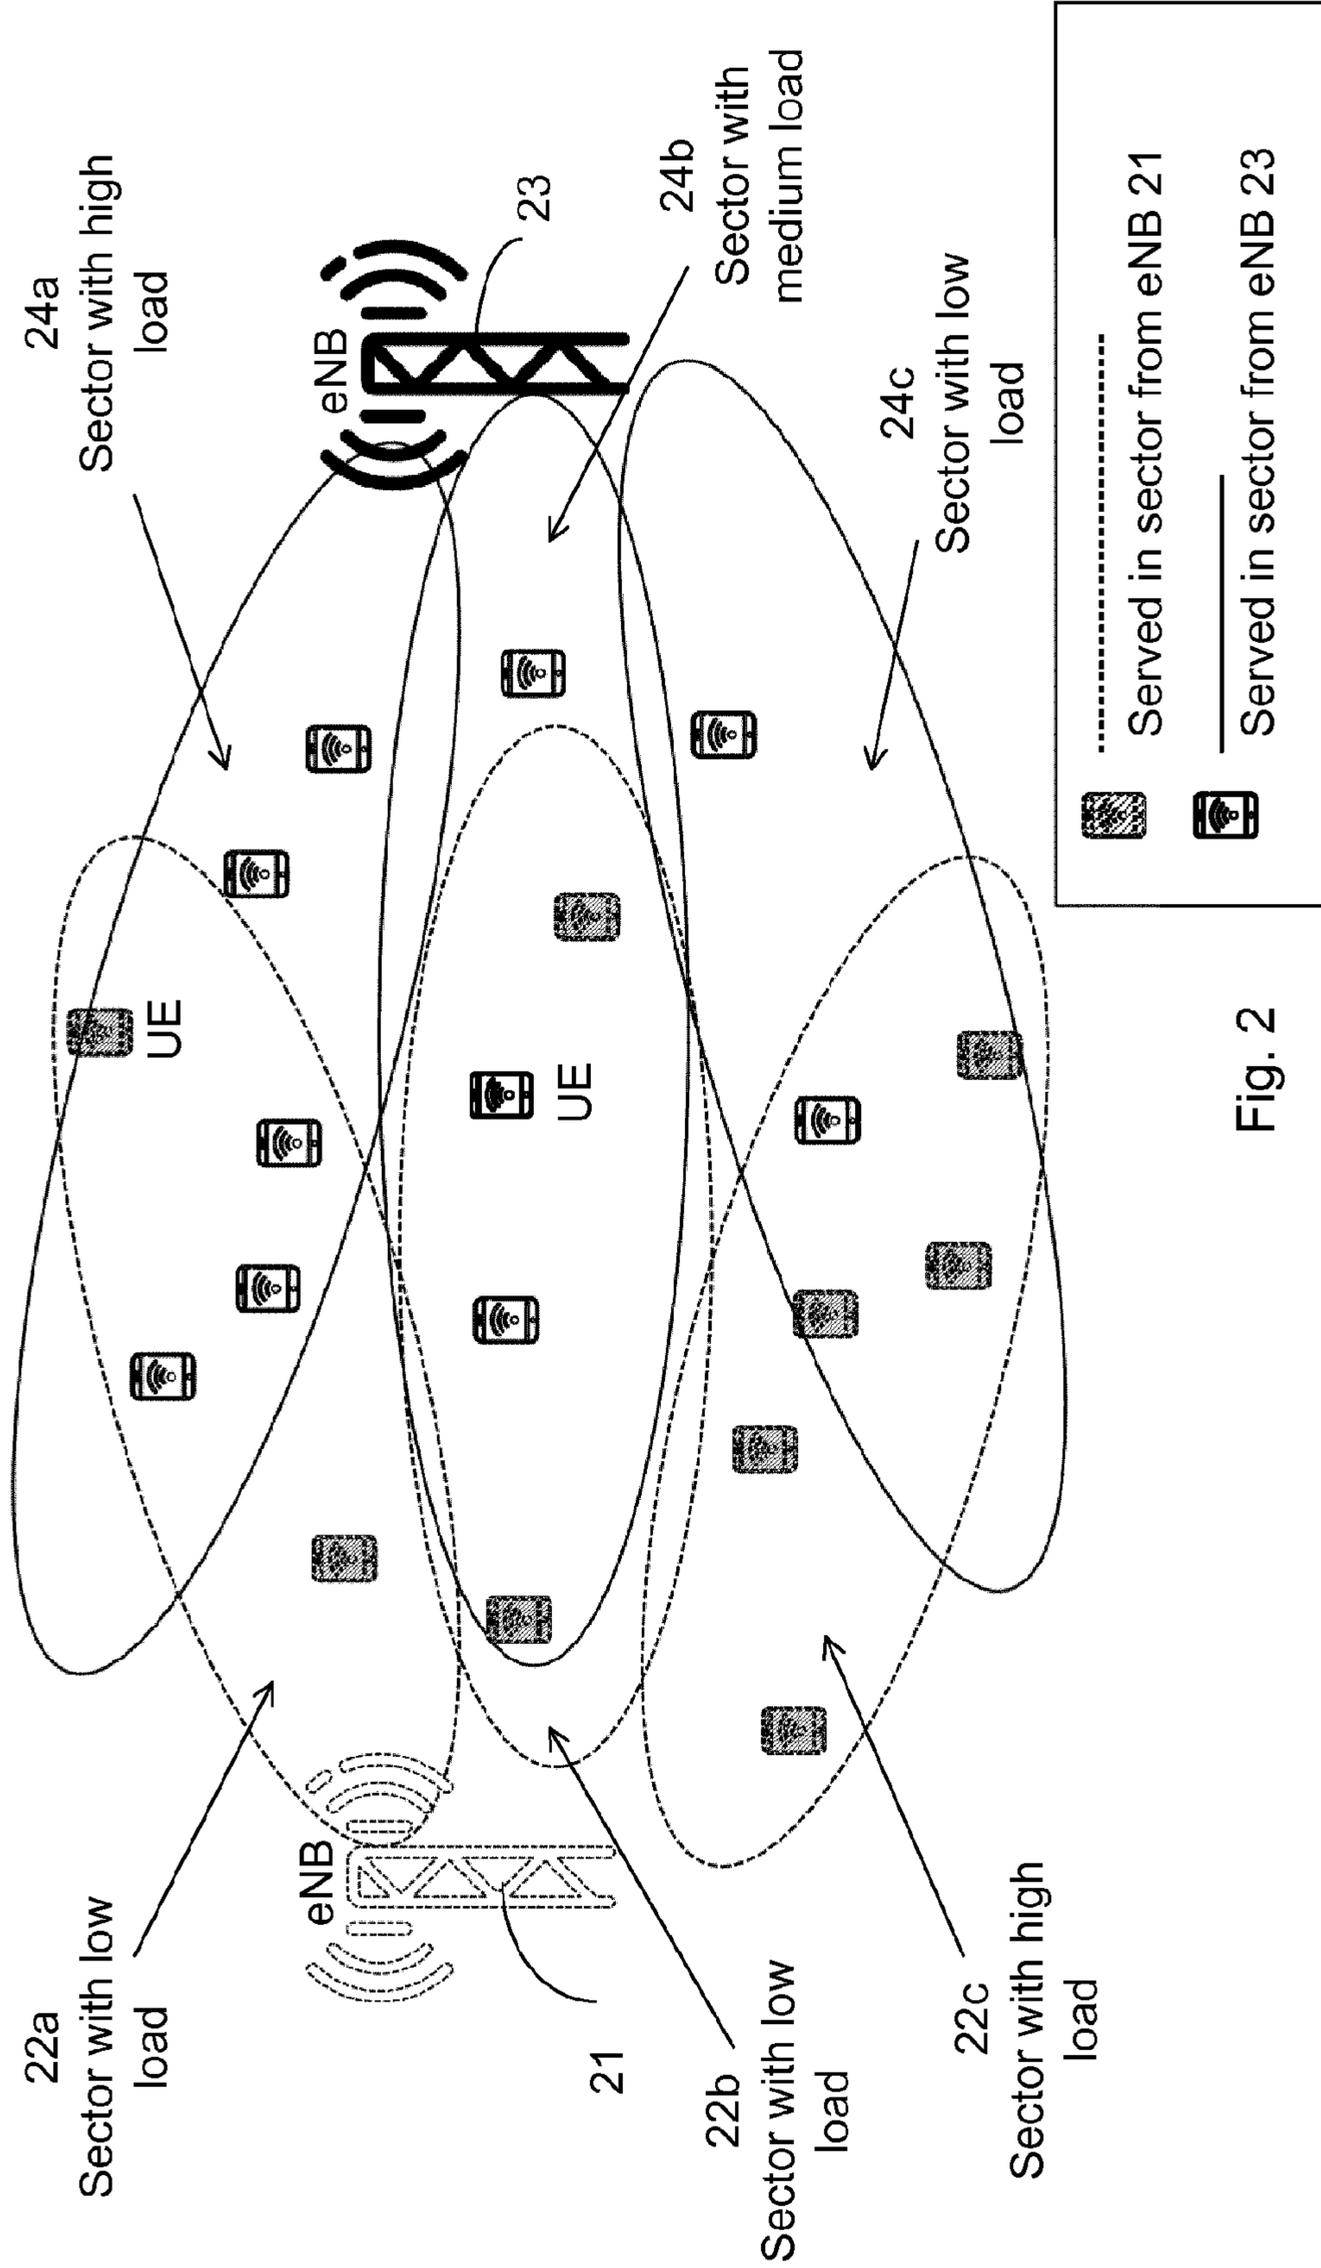 22a
Sector with low
load
24a
Sector with high
load
eNB
eNB
UE
23
UE
21
24b
Sector with
medium load
22b
Sector with low
load
24c
Sector with low
load
22c
Sector with high
load
Served in sector from eNB 21
Served in sector from eNB 23
Fig. 2